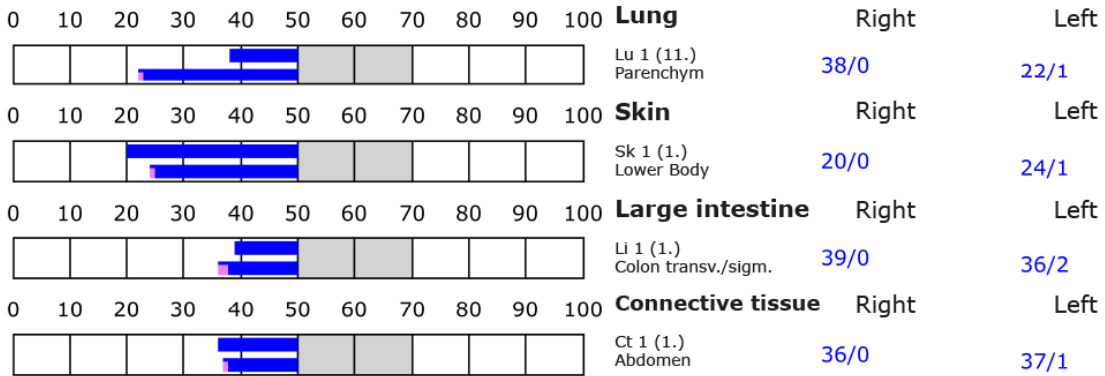 0 10 20 30 40 50 60 70 80 90 100 Lung Right Left
Lu 1 (11.)
Parenchym 38/0 22/1
0 10 20 30 40 50 60 70 80 90 100 Skin Right Left
Sk 1 (1.)
Lower Body 20/0 24/1
0 10 20 30 40 50 60 70 80 90 100 Large intestine Right Left
Li 1 (1.)
Colon transv./sigm. 39/0 36/2
0 10 20 30 40 50 60 70 80 90 100 Connective tissue Right Left
Ct 1 (1.)
Abdomen 36/0 37/1